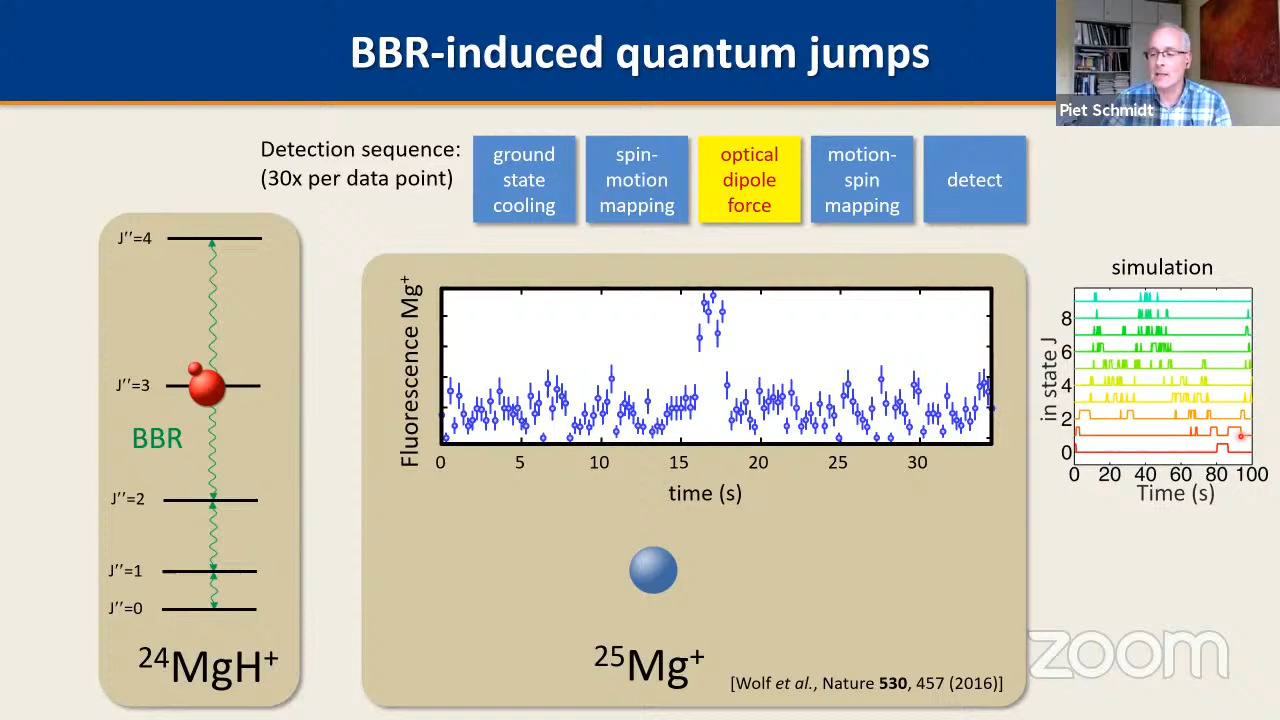 BBR-induced quantum jumps
Piet Schmidt
Detection sequence:
(30x per data point)
ground
state
cooling
spin-
motion
mapping
optical
dipole
force
motion-
spin
mapping
detect
J′′=4
J′′=3
BBR
J′′=2
J′′=1
J′′=0
²⁴MgH⁺
Fluorescence Mg⁺
0 5 10 15 20 25 30
time (s)
²⁵Mg⁺
[Wolf et al., Nature 530, 457 (2016)]
simulation
in state J
8
6
4
2
0
0 20 40 60 80 100
Time (s)
zoom